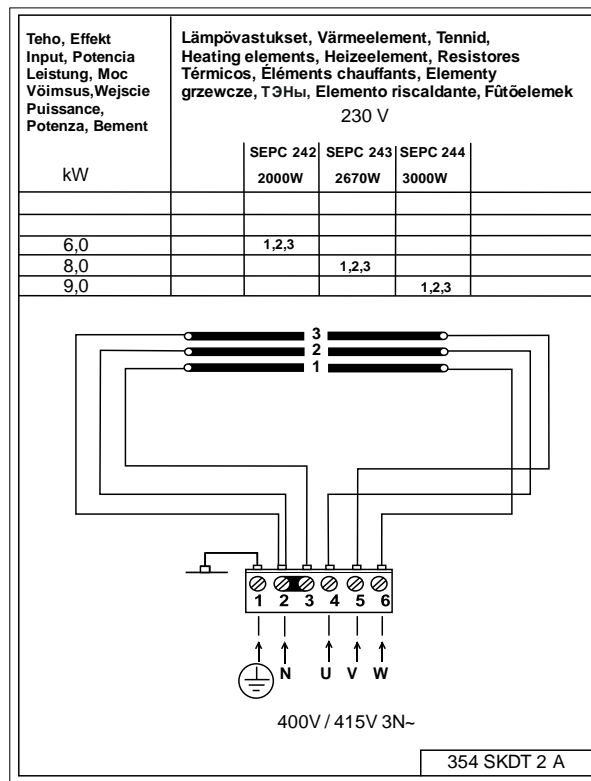 Teho, Effekt
Input, Potencia
Leistung, Moc
Vöimsus,Wejscie
Puissance,
Potenza, Bement
kW
Lämpövastukset, Värmeelement, Tennid,
Heating elements, Heizeelement, Resistores
Térmicos, Éléments chauffants, Elementy
grzewcze, ТЭНы, Elemento riscaldante, Fûtõelemek
230 V
SEPC 242 SEPC 243 SEPC 244
2000W 2670W 3000W
6,0 1,2,3
8,0 1,2,3
9,0 1,2,3
3
2
1
1 2 3 4 5 6
N U V W
400V / 415V 3N~
354 SKDT 2 A